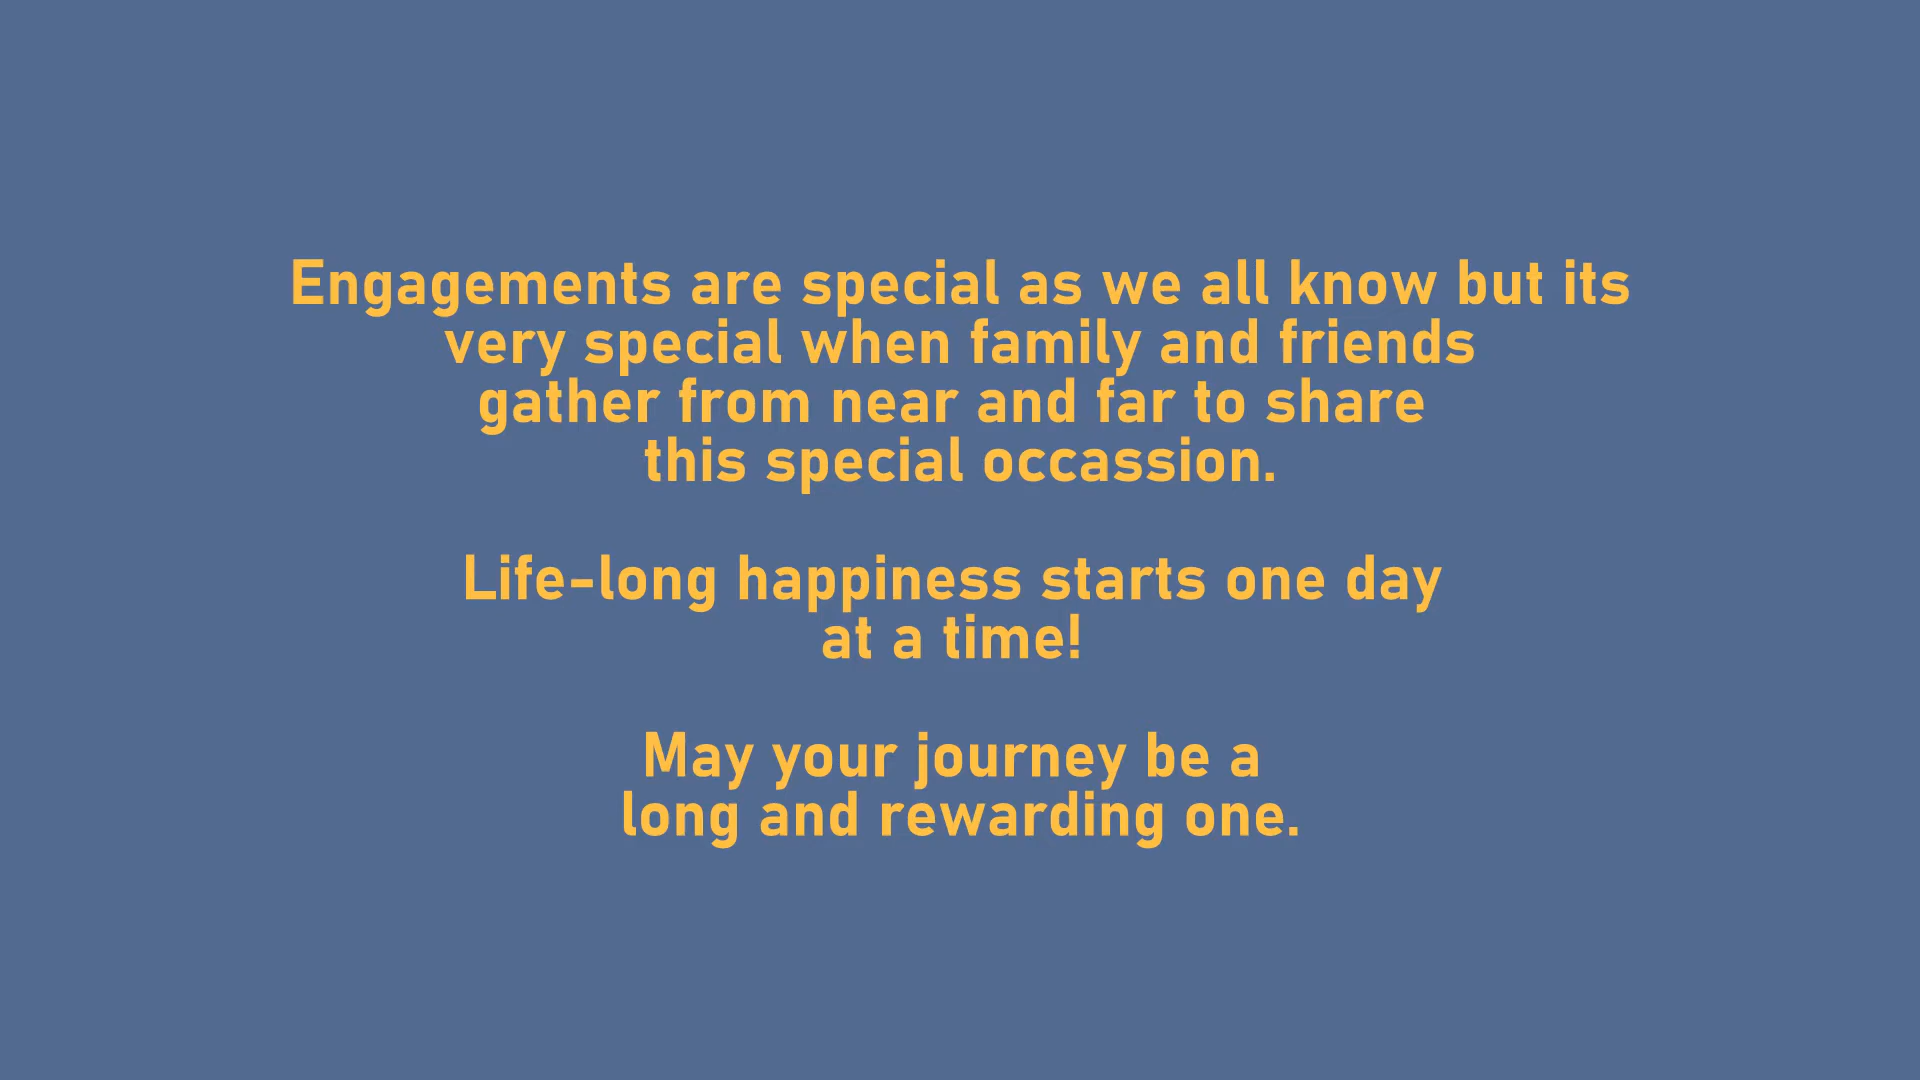 Engagements are special as we all know but its
very special when family and friends
gather from near and far to share
this special occassion.
Life-long happiness starts one day
at a time!
May your journey be a
long and rewarding one.